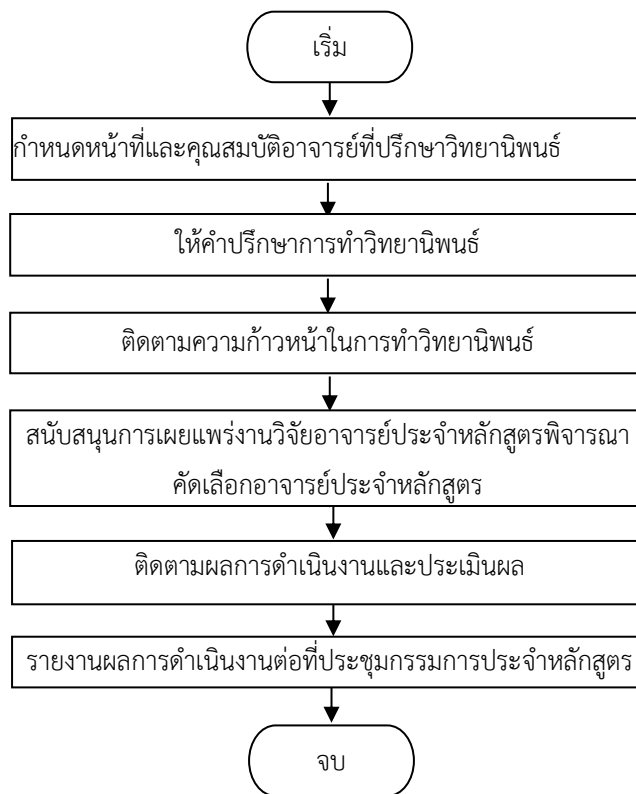 เริ่ม
กำหนดหน้าที่และคุณสมบัติอาจารย์ที่ปรึกษาวิทยานิพนธ์
ให้คำปรึกษาการทำวิทยานิพนธ์
ติดตามความก้าวหน้าในการทำวิทยานิพนธ์
สนับสนุนการเผยแพร่งานวิจัยอาจารย์ประจำหลักสูตรพิจารณา
คัดเลือกอาจารย์ประจำหลักสูตร
ติดตามผลการดำเนินงานและประเมินผล
รายงานผลการดำเนินงานต่อที่ประชุมกรรมการประจำหลักสูตร
จบ